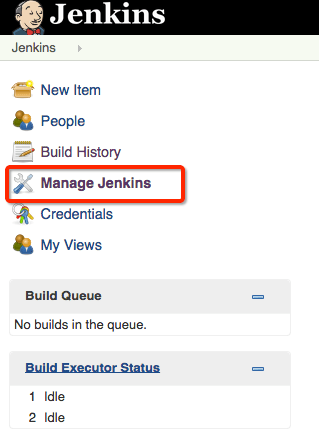 Jenkins
Jenkins
New Item
People
Build History
Manage Jenkins
Credentials
My Views
Build Queue
No builds in the queue.
Build Executor Status
1 Idle
2 Idle